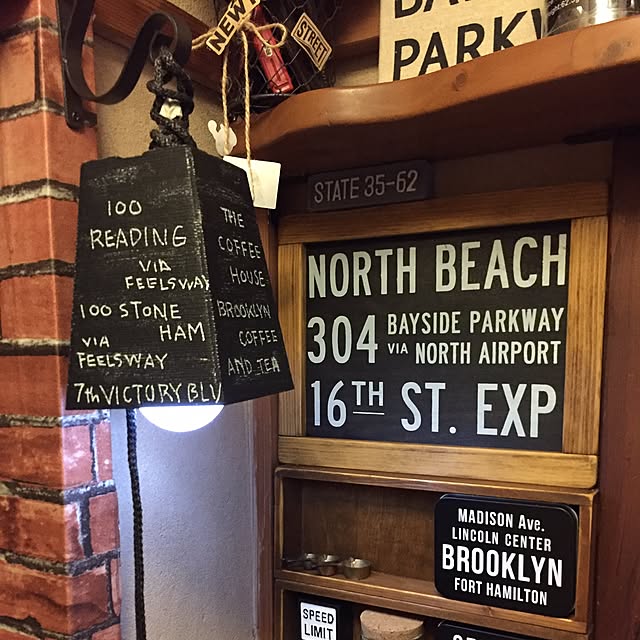 NEW
STREET
PARKW
STATE 35-62
100
READING
VIA
FEELSWAY
100 STONE
HAM
VIA
FEELSWAY
7th VICTORY BLV
THE
COFFEE
HOUSE
BROOKLYN
COFFEE
AND TEA
NORTH BEACH
304 BAYSIDE PARKWAY
VIA NORTH AIRPORT
16TH ST. EXP
MADISON Ave.
LINCOLN CENTER
BROOKLYN
FORT HAMILTON
SPEED
LIMIT